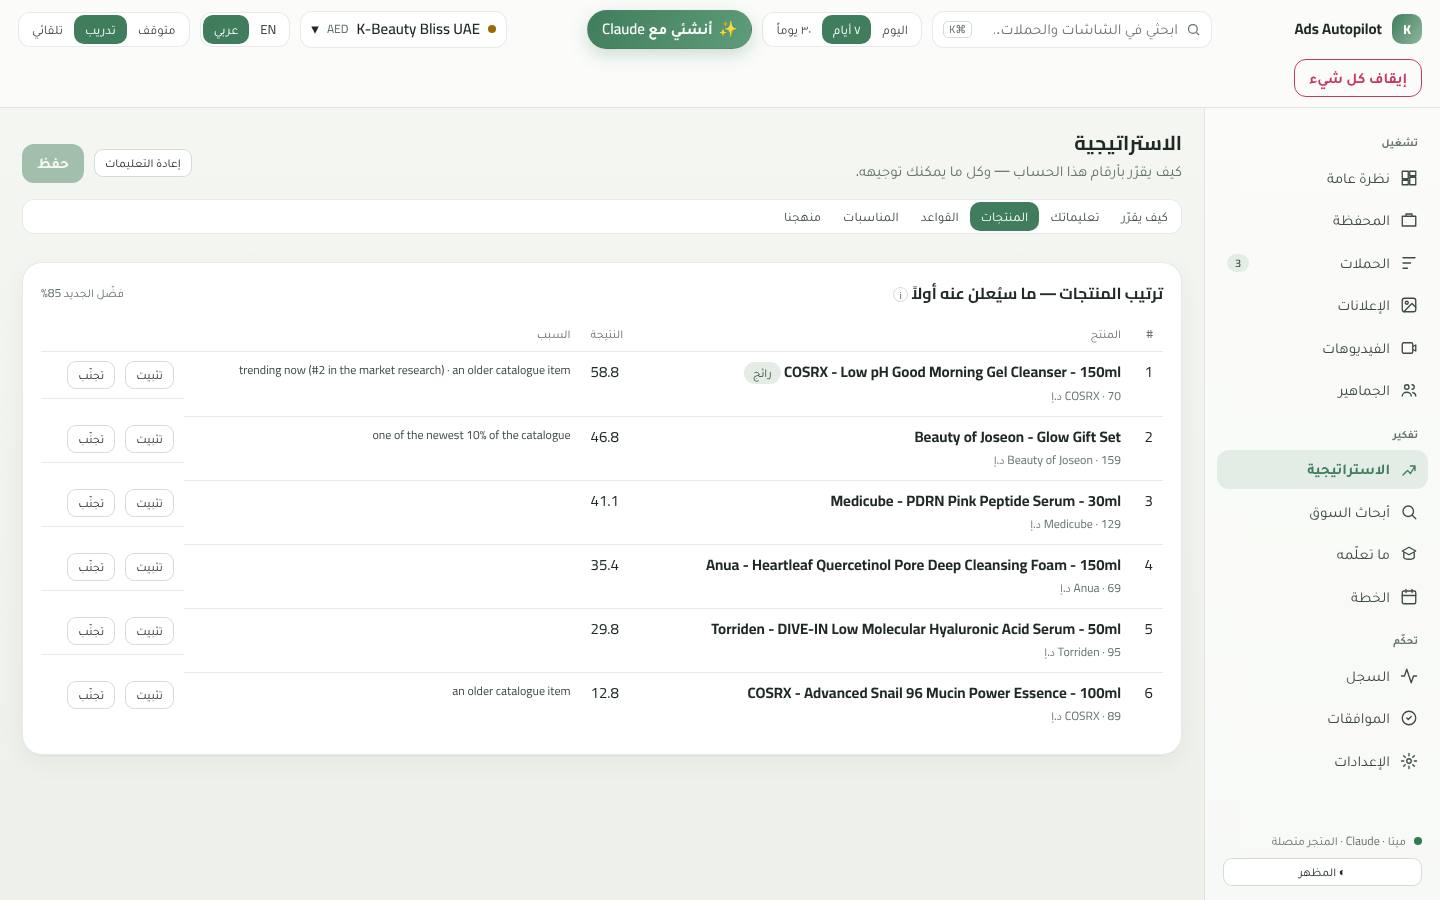 K Ads Autopilot
ابحثي في الشاشات والحملات.. ⌘K
اليوم ٧ أيام ٣٠ يوماً
✨ أنشئي مع Claude
K-Beauty Bliss UAE AED ▼
EN عربي
متوقف تدريب تلقائي
إيقاف كل شيء
تشغيل
نظرة عامة
المحفظة
الحملات 3
الإعلانات
الفيديوهات
الجماهير
تفكير
الاستراتيجية
أبحاث السوق
ما تعلّمه
الخطة
تحكّم
السجل
الموافقات
الإعدادات
ميتا · Claude · المتجر متصلة
المظهر
الاستراتيجية
كيف يقرّر بأرقام هذا الحساب — وكل ما يمكنك توجيهه.
إعادة التعليمات حفظ
كيف يقرّر تعليماتك المنتجات القواعد المناسبات منهجنا
ترتيب المنتجات — ما سيُعلن عنه أولاً i
فضّل الجديد 85%
# المنتج النتيجة السبب
1 COSRX - Low pH Good Morning Gel Cleanser - 150ml رائج 58.8 trending now (#2 in the market research) · an older catalogue item تثبيت تجنّب
COSRX · 70 د.إ
2 Beauty of Joseon - Glow Gift Set 46.8 one of the newest 10% of the catalogue تثبيت تجنّب
Beauty of Joseon · 159 د.إ
3 Medicube - PDRN Pink Peptide Serum - 30ml 41.1 تثبيت تجنّب
Medicube · 129 د.إ
4 Anua - Heartleaf Quercetinol Pore Deep Cleansing Foam - 150ml 35.4 تثبيت تجنّب
Anua · 69 د.إ
5 Torriden - DIVE-IN Low Molecular Hyaluronic Acid Serum - 50ml 29.8 تثبيت تجنّب
Torriden · 95 د.إ
6 COSRX - Advanced Snail 96 Mucin Power Essence - 100ml 12.8 an older catalogue item تثبيت تجنّب
COSRX · 89 د.إ